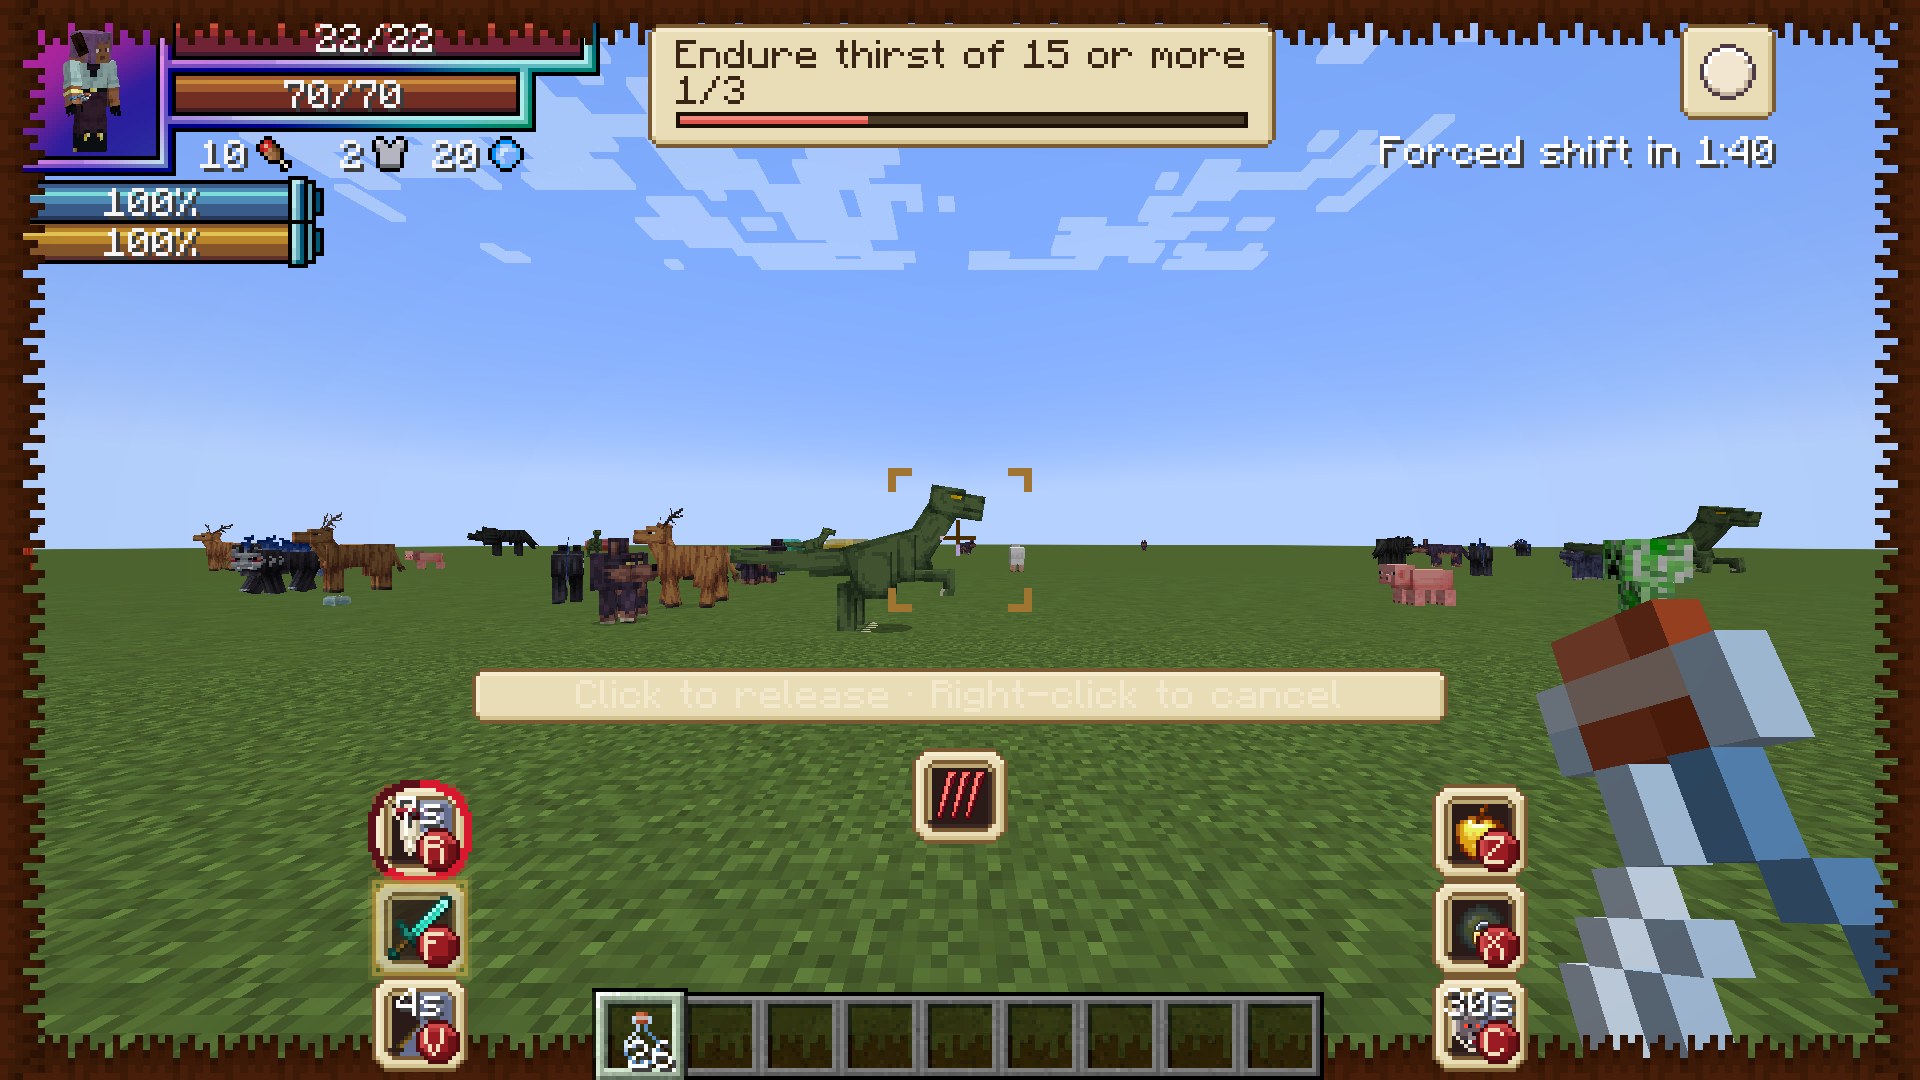 22/22
Endure thirst of 15 or more
1/3
70/70
10 2 20
Forced shift in 1:40
100%
100%
Click to release · Right-click to cancel
R
Z
F
X
4s
V
30s
C
26